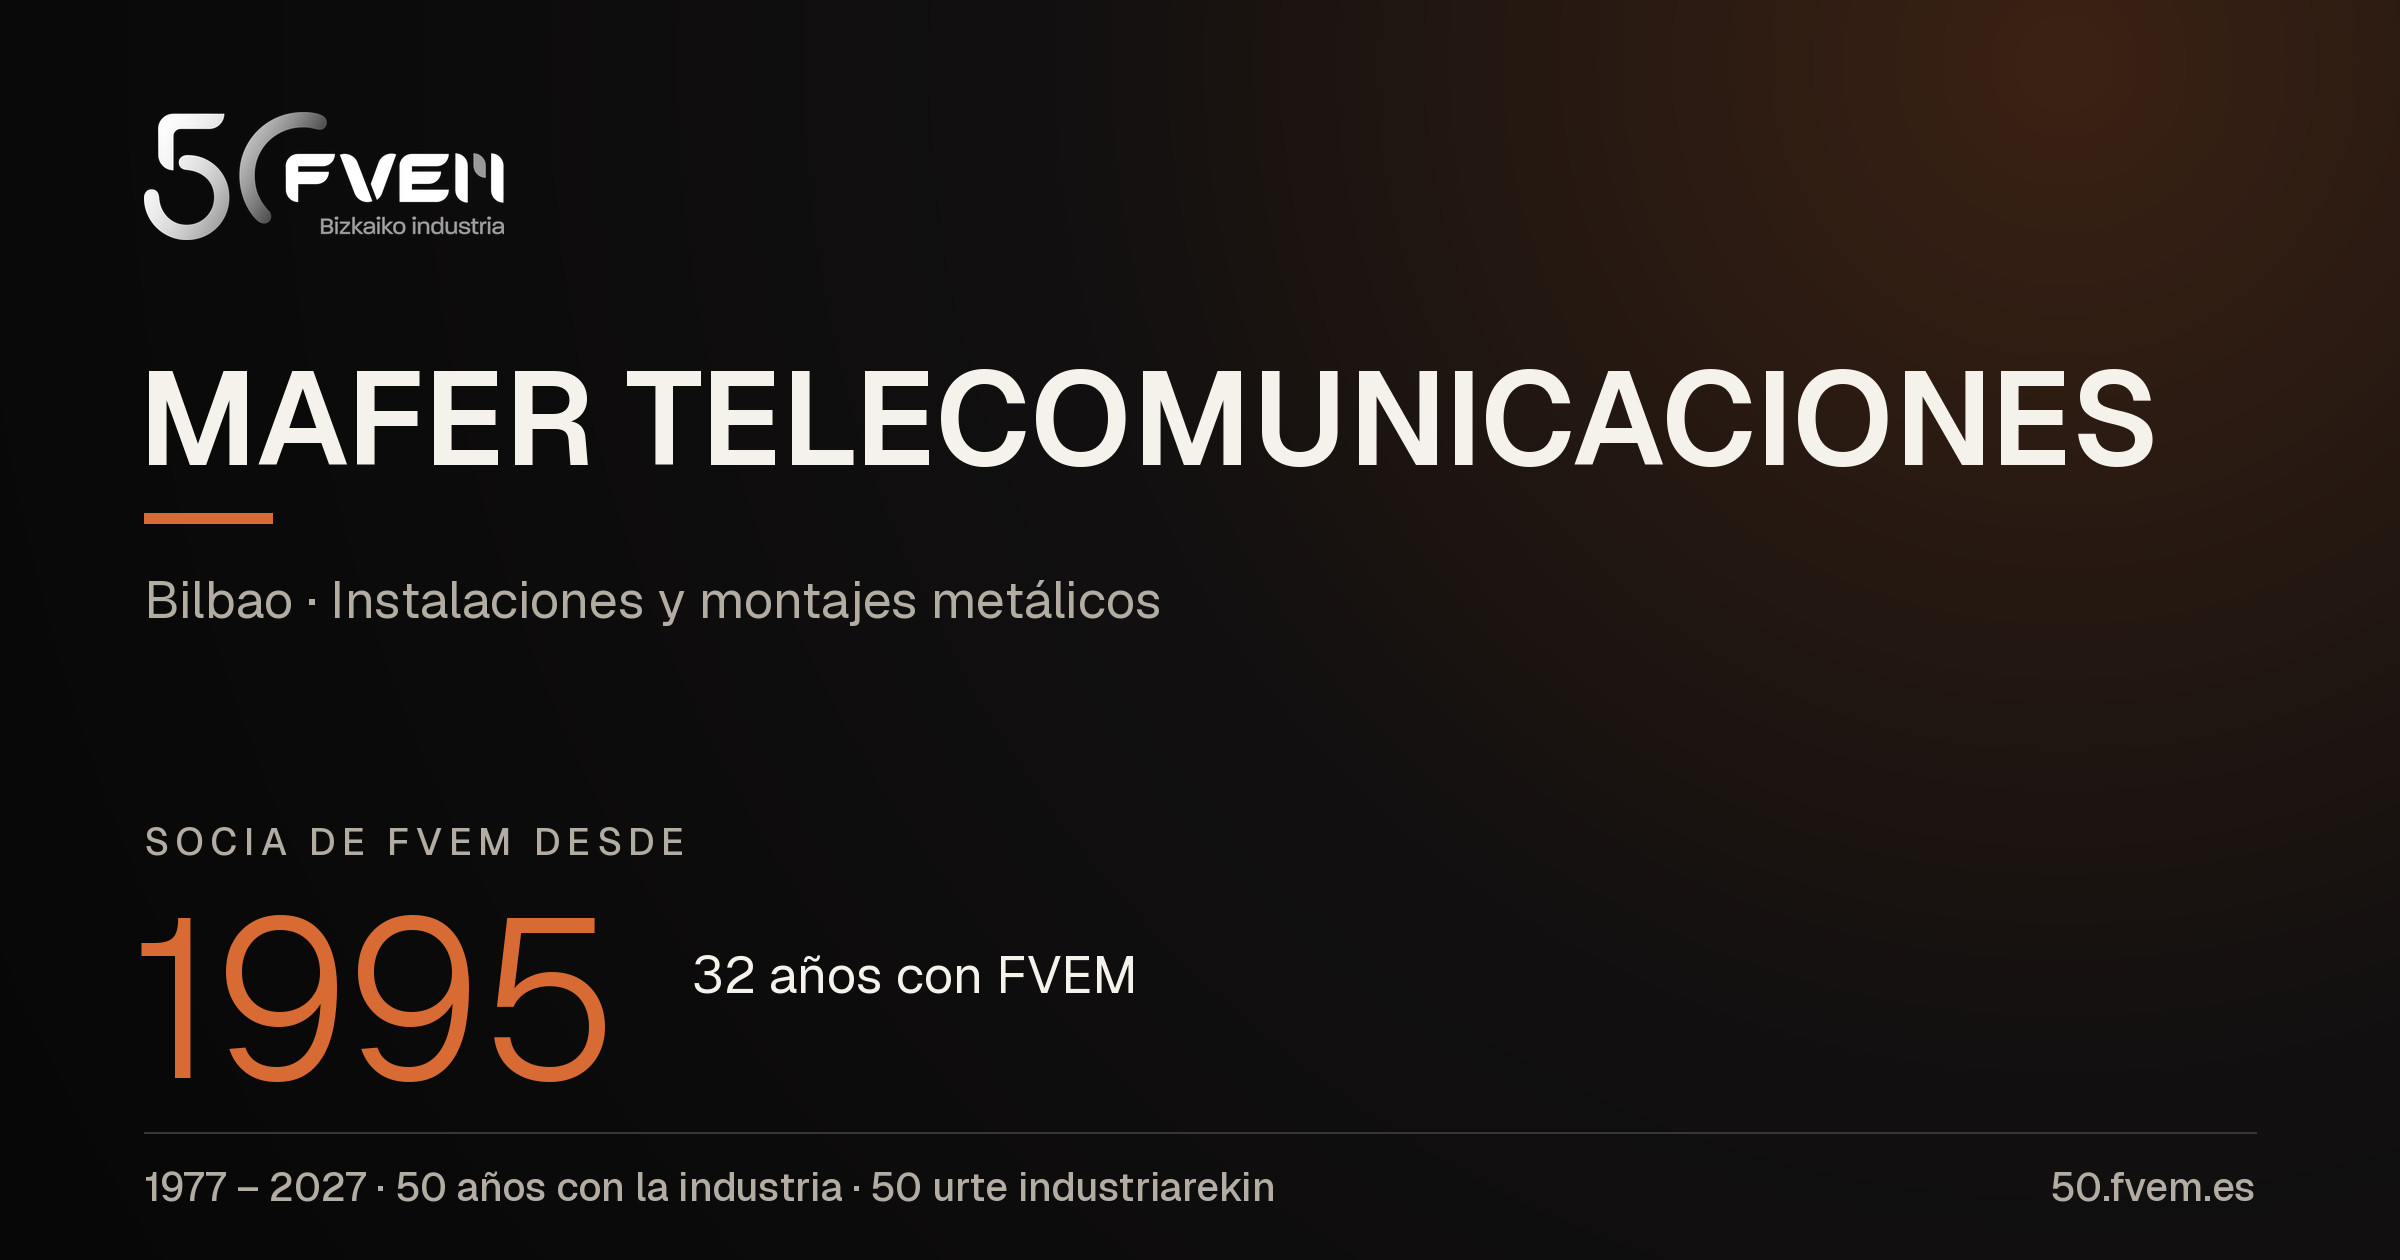 50 FVEM
Bizkaiko industria
MAFER TELECOMUNICACIONES
Bilbao · Instalaciones y montajes metálicos
SOCIA DE FVEM DESDE
1995
32 años con FVEM
1977 – 2027 · 50 años con la industria · 50 urte industriarekin
50.fvem.es